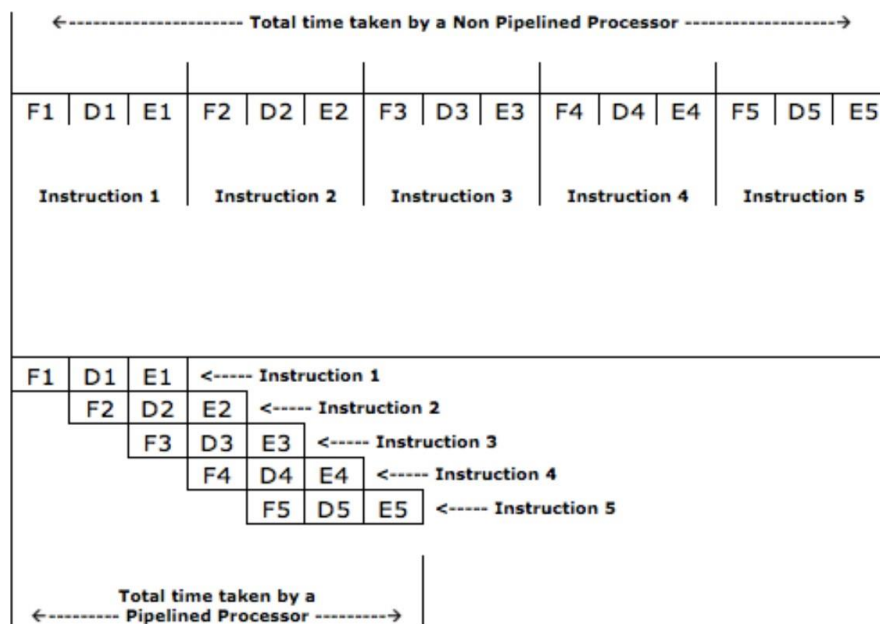 <---------------------- Total time taken by a Non Pipelined Processor ------------------>
F1 D1 E1 F2 D2 E2 F3 D3 E3 F4 D4 E4 F5 D5 E5
Instruction 1 Instruction 2 Instruction 3 Instruction 4 Instruction 5
F1 D1 E1 <----- Instruction 1
F2 D2 E2 <----- Instruction 2
F3 D3 E3 <----- Instruction 3
F4 D4 E4 <----- Instruction 4
F5 D5 E5 <----- Instruction 5
Total time taken by a
<--------- Pipelined Processor --------->